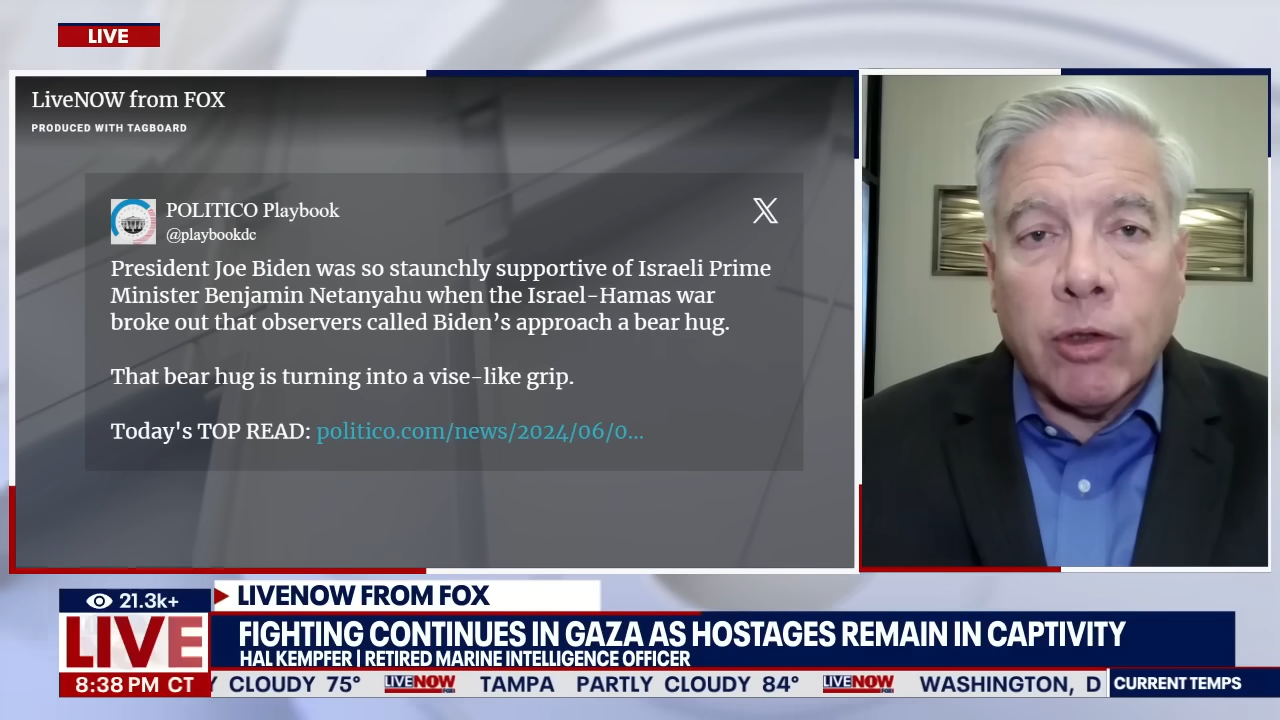 LIVE
LiveNOW from FOX
PRODUCED WITH TAGBOARD
POLITICO Playbook
@playbookdc
President Joe Biden was so staunchly supportive of Israeli Prime
Minister Benjamin Netanyahu when the Israel-Hamas war
broke out that observers called Biden's approach a bear hug.
That bear hug is turning into a vise-like grip.
Today's TOP READ: politico.com/news/2024/06/0...
21.3k+
LIVENOW FROM FOX
LIVE
FIGHTING CONTINUES IN GAZA AS HOSTAGES REMAIN IN CAPTIVITY
HAL KEMPFER | RETIRED MARINE INTELLIGENCE OFFICER
8:38 PM CT
Y CLOUDY 75° LIVENOW FOX TAMPA PARTLY CLOUDY 84° LIVENOW FOX WASHINGTON, D CURRENT TEMPS